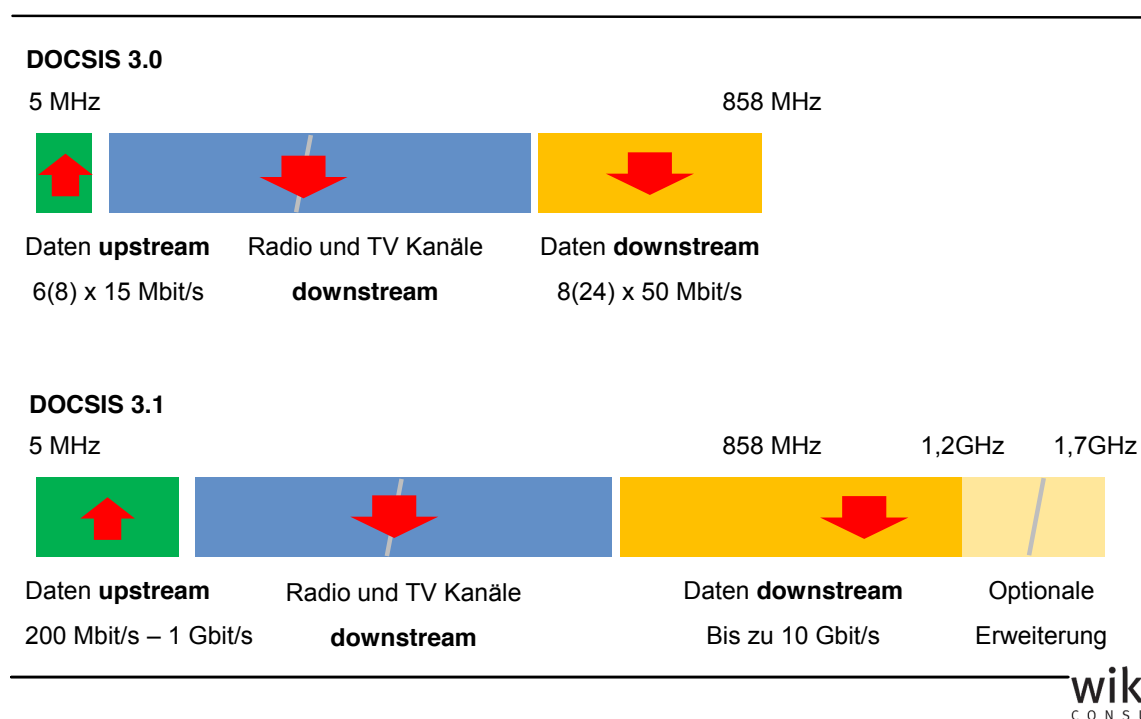 DOCSIS 3.0
5 MHz 858 MHz
Daten upstream Radio und TV Kanäle Daten downstream
6(8) x 15 Mbit/s downstream 8(24) x 50 Mbit/s
DOCSIS 3.1
5 MHz 858 MHz 1,2GHz 1,7GHz
Daten upstream Radio und TV Kanäle Daten downstream Optionale
200 Mbit/s – 1 Gbit/s downstream Bis zu 10 Gbit/s Erweiterung
wik